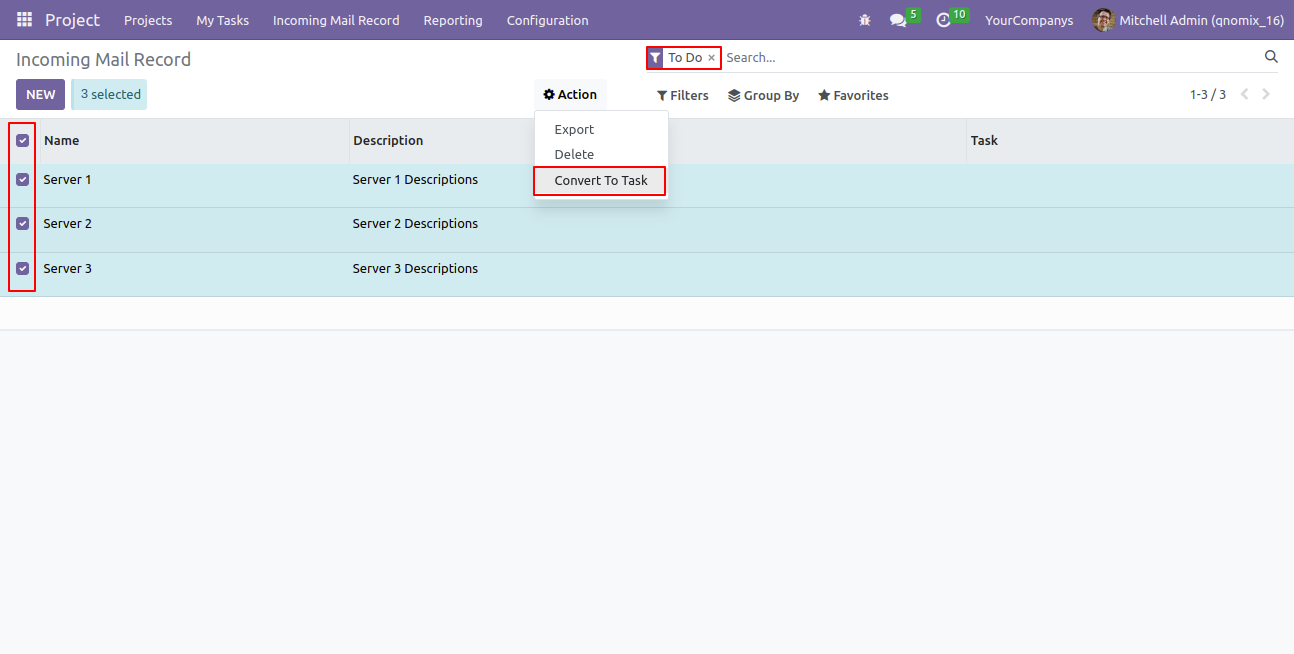 Project Projects My Tasks Incoming Mail Record Reporting Configuration 5 10 YourCompanys Mitchell Admin (qnomix_16)
Incoming Mail Record To Do × Search...
NEW 3 selected Action Filters Group By Favorites 1-3 / 3
Export
Delete
Convert To Task
Name Description Task
Server 1 Server 1 Descriptions
Server 2 Server 2 Descriptions
Server 3 Server 3 Descriptions